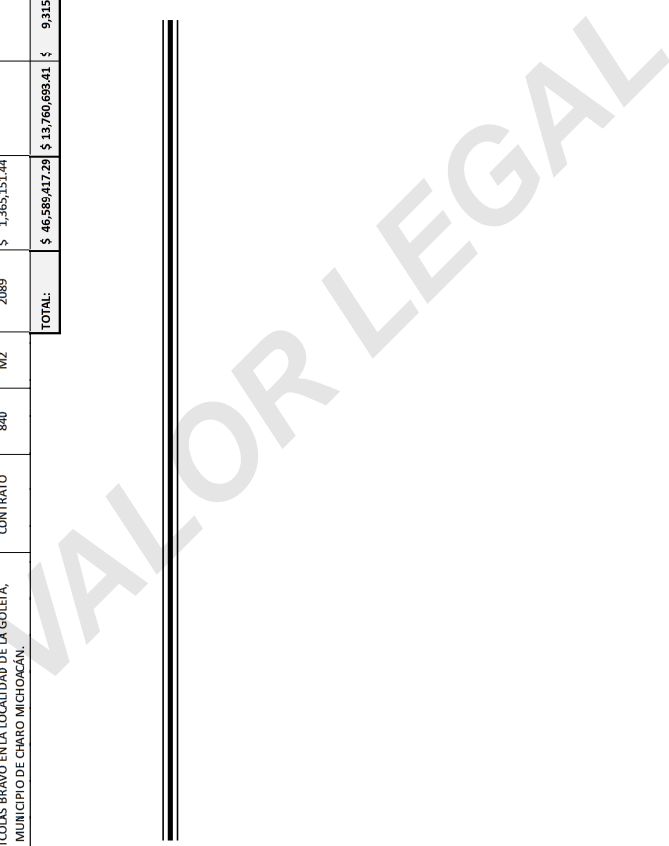 COLÁS BRAVO EN LA LOCALIDAD DE LA GOLETA,
MUNICIPIO DE CHARO MICHOACÁN.
CONTRATO
840
M2
2089
$ 1,365,151.44
TOTAL: $ 46,589,417.29 $ 13,760,693.41 $ 9,315
VALOR LEGAL